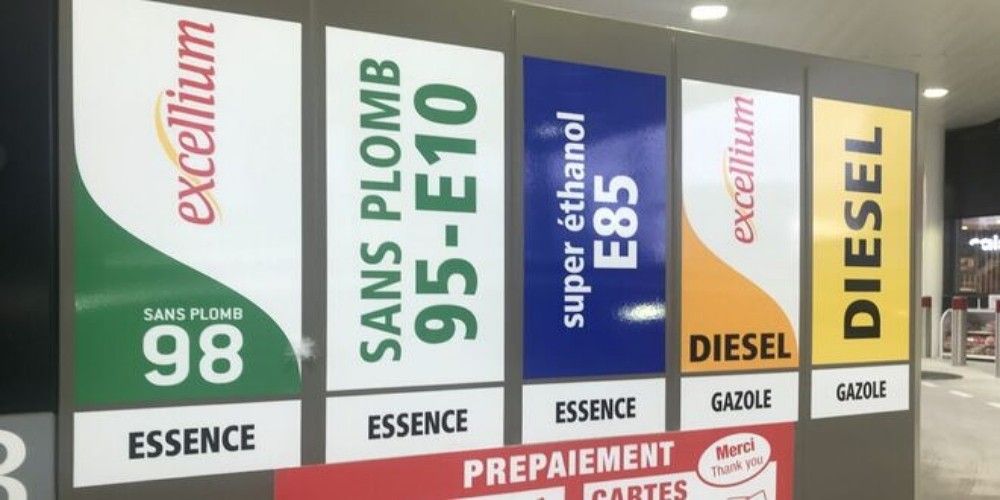 excellium
SANS PLOMB
98
ESSENCE
SANS PLOMB
95-E10
ESSENCE
super éthanol
E85
ESSENCE
excellium
DIESEL
GAZOLE
DIESEL
GAZOLE
PREPAIEMENT
Merci
Thank you
CARTES